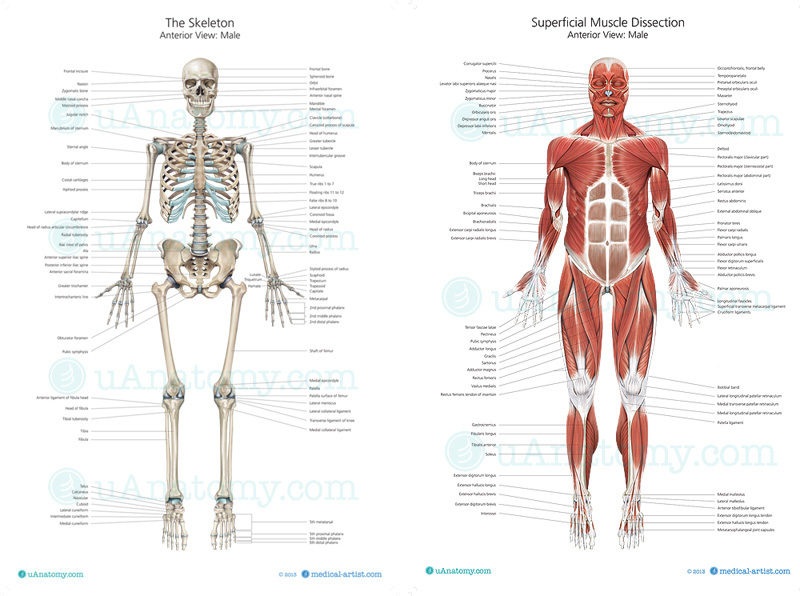 The Skeleton
Anterior View: Male
Frontal incisure
Nasion
Zygomatic bone
Middle nasal concha
Mastoid process
Angular notch
Manubrium of sternum
Sternal angle
Body of sternum
Costal cartilages
Xiphoid process
Lateral supracondylar ridge
Capitellum
Head of radius articular circumference
Radial tuberosity
Iliac crest of pelvis
Ala
Anterior superior iliac spine
Posterior inferior iliac spine
Anterior sacral foramina
Greater trochanter
Intertrochanteric line
Obturator foramen
Pubic symphysis
Anterior ligament of fibula head
Head of fibula
Tibial tuberosity
Tibia
Fibula
Talus
Calcaneus
Navicular
Cuboid
Lateral cuneiform
Intermediate cuneiform
Medial cuneiform
Frontal bone
Sphenoid bone
Orbit
Infraorbital foramen
Anterior nasal spine
Mandible
Mental foramen
Clavicle (collarbone)
Coronoid process of scapula
Head of humerus
Greater tubercle
Lesser tubercle
Intertubercular groove
Scapula
Humerus
True ribs 1 to 7
Floating ribs 11 to 12
False ribs 8 to 10
Lateral epicondyle
Coronoid fossa
Medial epicondyle
Head of radius
Coronoid process
Ulna
Radius
Styloid process of radius
Scaphoid
Trapezium
Trapezoid
Capitate
Lunate
Triquetrum
Hamate
Metacarpal
2nd proximal phalanx
2nd middle phalanx
2nd distal phalanx
Shaft of femur
Medial epicondyle
Patella
Patella surface of femur
Lateral meniscus
Lateral collateral ligament
Transverse ligament of knee
Medial collateral ligament
5th metatarsal
5th proximal phalanx
5th middle phalanx
5th distal phalanx
uAnatomy.com
uAnatomy.com
uAnatomy.com
uAnatomy.com
uAnatomy.com
© 2013 medical-artist.com
Superficial Muscle Dissection
Anterior View: Male
Corrugator supercilii
Procerus
Nasalis
Levator labii superioris alaeque nasi
Zygomaticus major
Zygomaticus minor
Buccinator
Orbicularis oris
Depressor anguli oris
Depressor labii inferioris
Mentalis
Body of sternum
Biceps brachii:
Long head
Short head
Triceps brachii
Brachialis
Bicipital aponeurosis
Brachioradialis
Extensor carpi radialis longus
Extensor carpi radialis brevis
Tensor fasciae latae
Pectineus
Pubic symphysis
Adductor longus
Gracilis
Sartorius
Adductor magnus
Rectus femoris
Vastus medialis
Rectus femoris tendon of insertion
Gastrocnemius
Fibularis longus
Tibialis anterior
Soleus
Extensor digitorum longus
Extensor hallucis longus
Extensor hallucis brevis
Extensor digitorum brevis
Interossei
Occipitofrontalis, frontal belly
Temporoparietalis
Preorbital orbicularis oculi
Preseptal orbicularis oculi
Masseter
Sternohyoid
Trapezius
Levator scapulae
Omohyoid
Sternocleidomastoid
Deltoid
Pectoralis major (clavicular part)
Pectoralis major (sternocostal part)
Pectoralis major (abdominal part)
Latissimus dorsi
Serratus anterior
Rectus abdominis
External abdominal oblique
Pronator teres
Flexor carpi radialis
Palmaris longus
Flexor carpi ulnaris
Abductor pollicis longus
Flexor digitorum superficialis
Flexor retinaculum
Abductor pollicis brevis
Palmar aponeurosis
Longitudinal fascicles
Superficial transverse metacarpal ligament
Cruciform ligaments
Iliotibial band
Lateral longitudinal patellar retinaculum
Medial transverse patellar retinaculum
Medial longitudinal patellar retinaculum
Patella ligament
Medial malleolus
Lateral malleolus
Anterior tibiofibular ligament
Extensor digitorum longus tendon
Extensor hallucis longus tendon
Metatarsophalangeal joint capsules
uAnatomy.com
uAnatomy.com
uAnatomy.com
uAnatomy.com
uAnatomy.com
© 2013 medical-artist.com